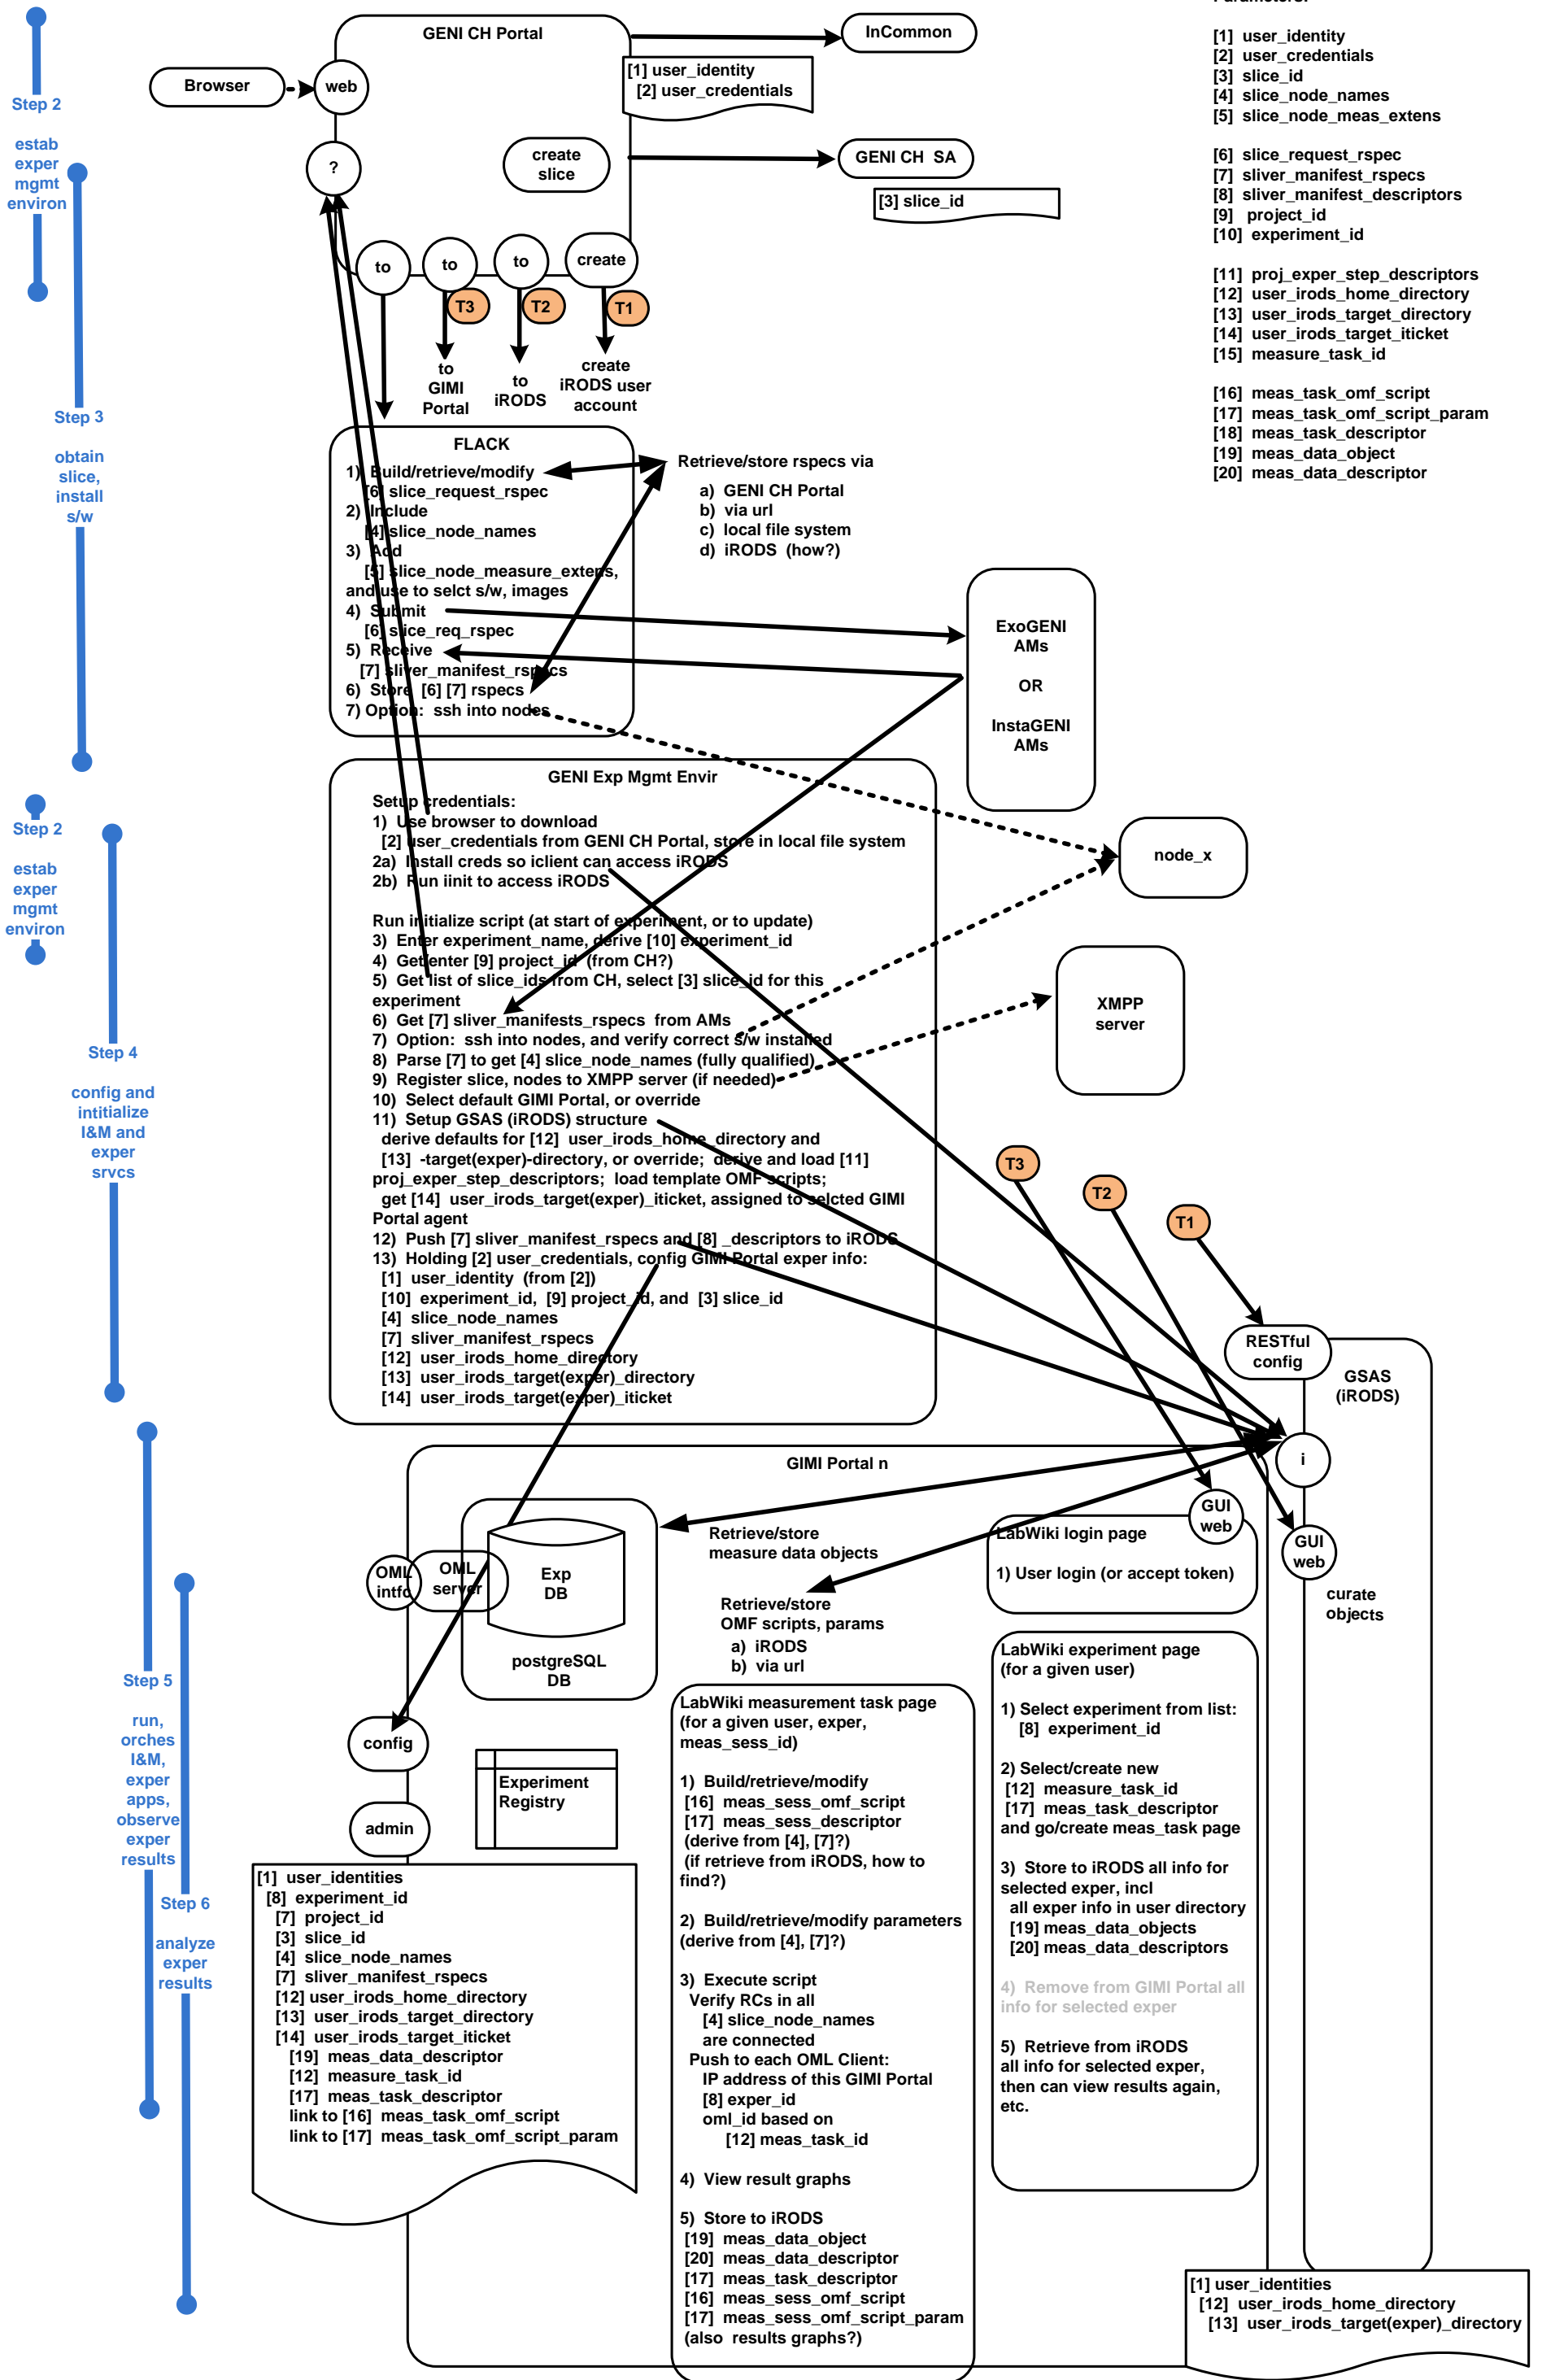 Parameters:
[1] user_identity
[2] user_credentials
[3] slice_id
[4] slice_node_names
[5] slice_node_meas_extens
[6] slice_request_rspec
[7] sliver_manifest_rspecs
[8] sliver_manifest_descriptors
[9] project_id
[10] experiment_id
[11] proj_exper_step_descriptors
[12] user_irods_home_directory
[13] user_irods_target_directory
[14] user_irods_target_iticket
[15] measure_task_id
[16] meas_task_omf_script
[17] meas_task_omf_script_param
[18] meas_task_descriptor
[19] meas_data_object
[20] meas_data_descriptor
Step 2
estab
exper
mgmt
environ
Step 3
obtain
slice,
install
s/w
Step 2
estab
exper
mgmt
environ
Step 4
config and
intitialize
I&M and
exper
srvcs
Step 5
run,
orches
I&M,
exper
apps,
observe
exper
results
Step 6
analyze
exper
results
GENI CH Portal
Browser
web
?
create
slice
InCommon
[1] user_identity
[2] user_credentials
GENI CH SA
[3] slice_id
to
to
to
create
T3
T2
T1
to
GIMI
Portal
to
iRODS
create
iRODS user
account
FLACK
1) Build/retrieve/modify
[6] slice_request_rspec
2) Include
[4] slice_node_names
3) Add
[5] slice_node_measure_extens,
and use to selct s/w, images
4) Submit
[6] slice_req_rspec
5) Receive
[7] sliver_manifest_rspecs
6) Store [6] [7] rspecs
7) Option: ssh into nodes
Retrieve/store rspecs via
a) GENI CH Portal
b) via url
c) local file system
d) iRODS (how?)
ExoGENI
AMs
OR
InstaGENI
AMs
node_x
XMPP
server
GENI Exp Mgmt Envir
Setup credentials:
1) Use browser to download
[2] user_credentials from GENI CH Portal, store in local file system
2a) Install creds so iclient can access iRODS
2b) Run iinit to access iRODS
Run initialize script (at start of experiment, or to update)
3) Enter experiment_name, derive [10] experiment_id
4) Get/enter [9] project_id (from CH?)
5) Get list of slice_ids from CH, select [3] slice_id for this
experiment
6) Get [7] sliver_manifests_rspecs from AMs
7) Option: ssh into nodes, and verify correct s/w installed
8) Parse [7] to get [4] slice_node_names (fully qualified)
9) Register slice, nodes to XMPP server (if needed)
10) Select default GIMI Portal, or override
11) Setup GSAS (iRODS) structure
derive defaults for [12] user_irods_home_directory and
[13] -target(exper)-directory, or override; derive and load [11]
proj_exper_step_descriptors; load template OMF scripts;
get [14] user_irods_target(exper)_iticket, assigned to selcted GIMI
Portal agent
12) Push [7] sliver_manifest_rspecs and [8] _descriptors to iRODS
13) Holding [2] user_credentials, config GIMI Portal exper info:
[1] user_identity (from [2])
[10] experiment_id, [9] project_id, and [3] slice_id
[4] slice_node_names
[7] sliver_manifest_rspecs
[12] user_irods_home_directory
[13] user_irods_target(exper)_directory
[14] user_irods_target(exper)_iticket
T3
T2
T1
RESTful
config
GSAS
(iRODS)
i
GUI
web
curate
objects
GIMI Portal n
OML
intfc
OML
server
Exp
DB
postgreSQL
DB
config
admin
Experiment
Registry
Retrieve/store
measure data objects
Retrieve/store
OMF scripts, params
a) iRODS
b) via url
GUI
web
LabWiki login page
1) User login (or accept token)
LabWiki experiment page
(for a given user)
1) Select experiment from list:
[8] experiment_id
2) Select/create new
[12] measure_task_id
[17] meas_task_descriptor
and go/create meas_task page
3) Store to iRODS all info for
selected exper, incl
all exper info in user directory
[19] meas_data_objects
[20] meas_data_descriptors
4) Remove from GIMI Portal all
info for selected exper
5) Retrieve from iRODS
all info for selected exper,
then can view results again,
etc.
LabWiki measurement task page
(for a given user, exper,
meas_sess_id)
1) Build/retrieve/modify
[16] meas_sess_omf_script
[17] meas_sess_descriptor
(derive from [4], [7]?)
(if retrieve from iRODS, how to
find?)
2) Build/retrieve/modify parameters
(derive from [4], [7]?)
3) Execute script
Verify RCs in all
[4] slice_node_names
are connected
Push to each OML Client:
IP address of this GIMI Portal
[8] exper_id
oml_id based on
[12] meas_task_id
4) View result graphs
5) Store to iRODS
[19] meas_data_object
[20] meas_data_descriptor
[17] meas_task_descriptor
[16] meas_sess_omf_script
[17] meas_sess_omf_script_param
(also results graphs?)
[1] user_identities
[8] experiment_id
[7] project_id
[3] slice_id
[4] slice_node_names
[7] sliver_manifest_rspecs
[12] user_irods_home_directory
[13] user_irods_target_directory
[14] user_irods_target_iticket
[19] meas_data_descriptor
[12] measure_task_id
[17] meas_task_descriptor
link to [16] meas_task_omf_script
link to [17] meas_task_omf_script_param
[1] user_identities
[12] user_irods_home_directory
[13] user_irods_target(exper)_directory